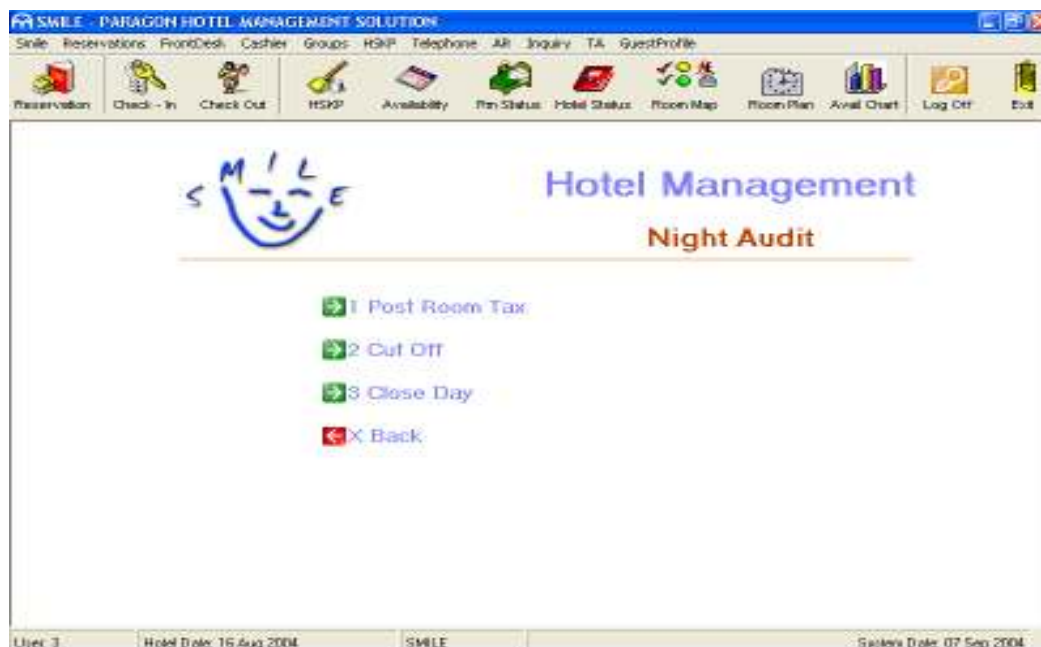 SMILE - PARAGON HOTEL MANAGEMENT SOLUTION
Smile Reservations FrontDesk Cashier Groups HSKP Telephone AR Inquiry TA GuestProfile
Reservation Check - In Check Out HSKP Availability Rm Status Hotel Status Room Map Room Plan Avail Chart Log Off Exit
S M I L E
Hotel Management
Night Audit
1 Post Room Tax
2 Cut Off
3 Close Day
X Back
User: 3 Hotel Date: 16 Aug 2004 SMILE System Date: 07 Sep 2004